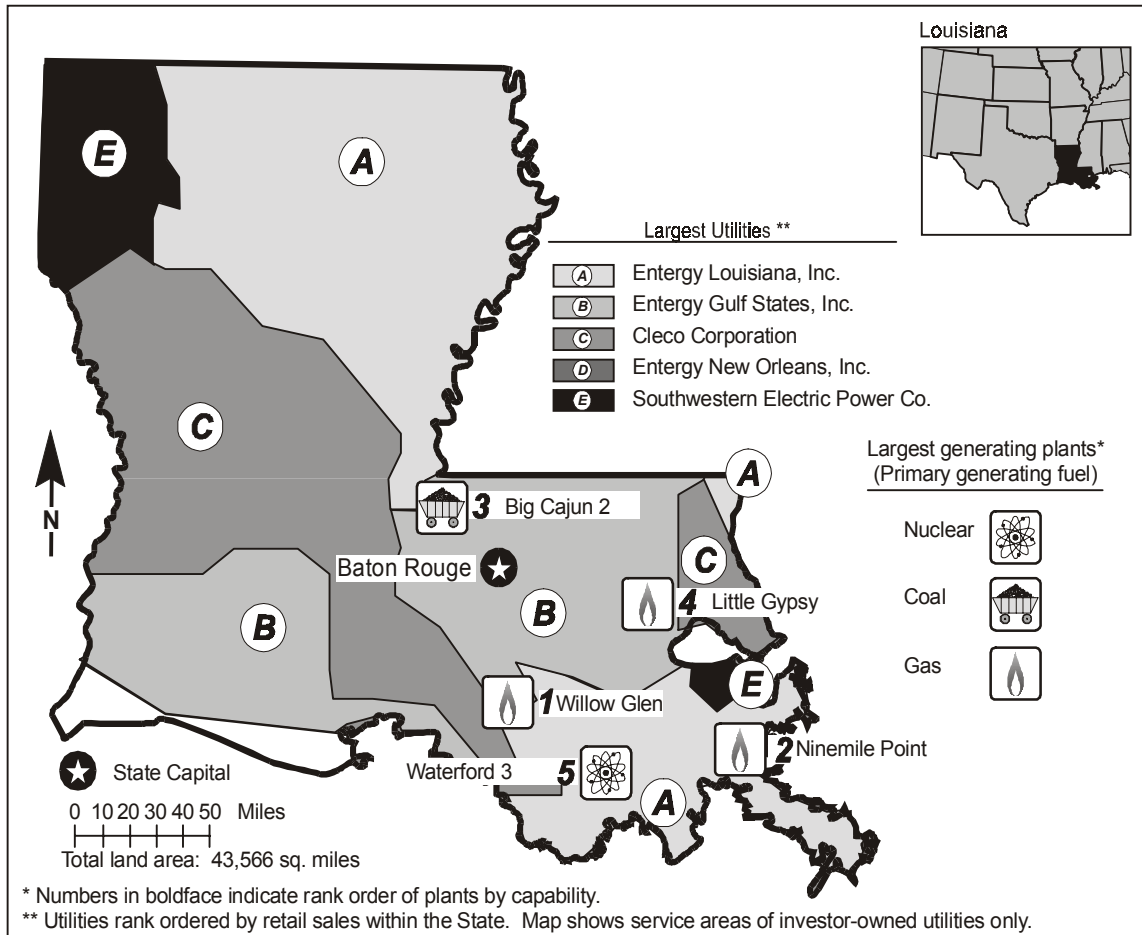 Louisiana
E
A
Largest Utilities **
A Entergy Louisiana, Inc.
B Entergy Gulf States, Inc.
C Cleco Corporation
D Entergy New Orleans, Inc.
E Southwestern Electric Power Co.
C
Largest generating plants*
(Primary generating fuel)
Nuclear
Coal
Gas
N
A
3 Big Cajun 2
Baton Rouge
C
4 Little Gypsy
B
B
E
1 Willow Glen
2 Ninemile Point
Waterford 3 5
A
State Capital
0 10 20 30 40 50 Miles
Total land area: 43,566 sq. miles
* Numbers in boldface indicate rank order of plants by capability.
** Utilities rank ordered by retail sales within the State. Map shows service areas of investor-owned utilities only.